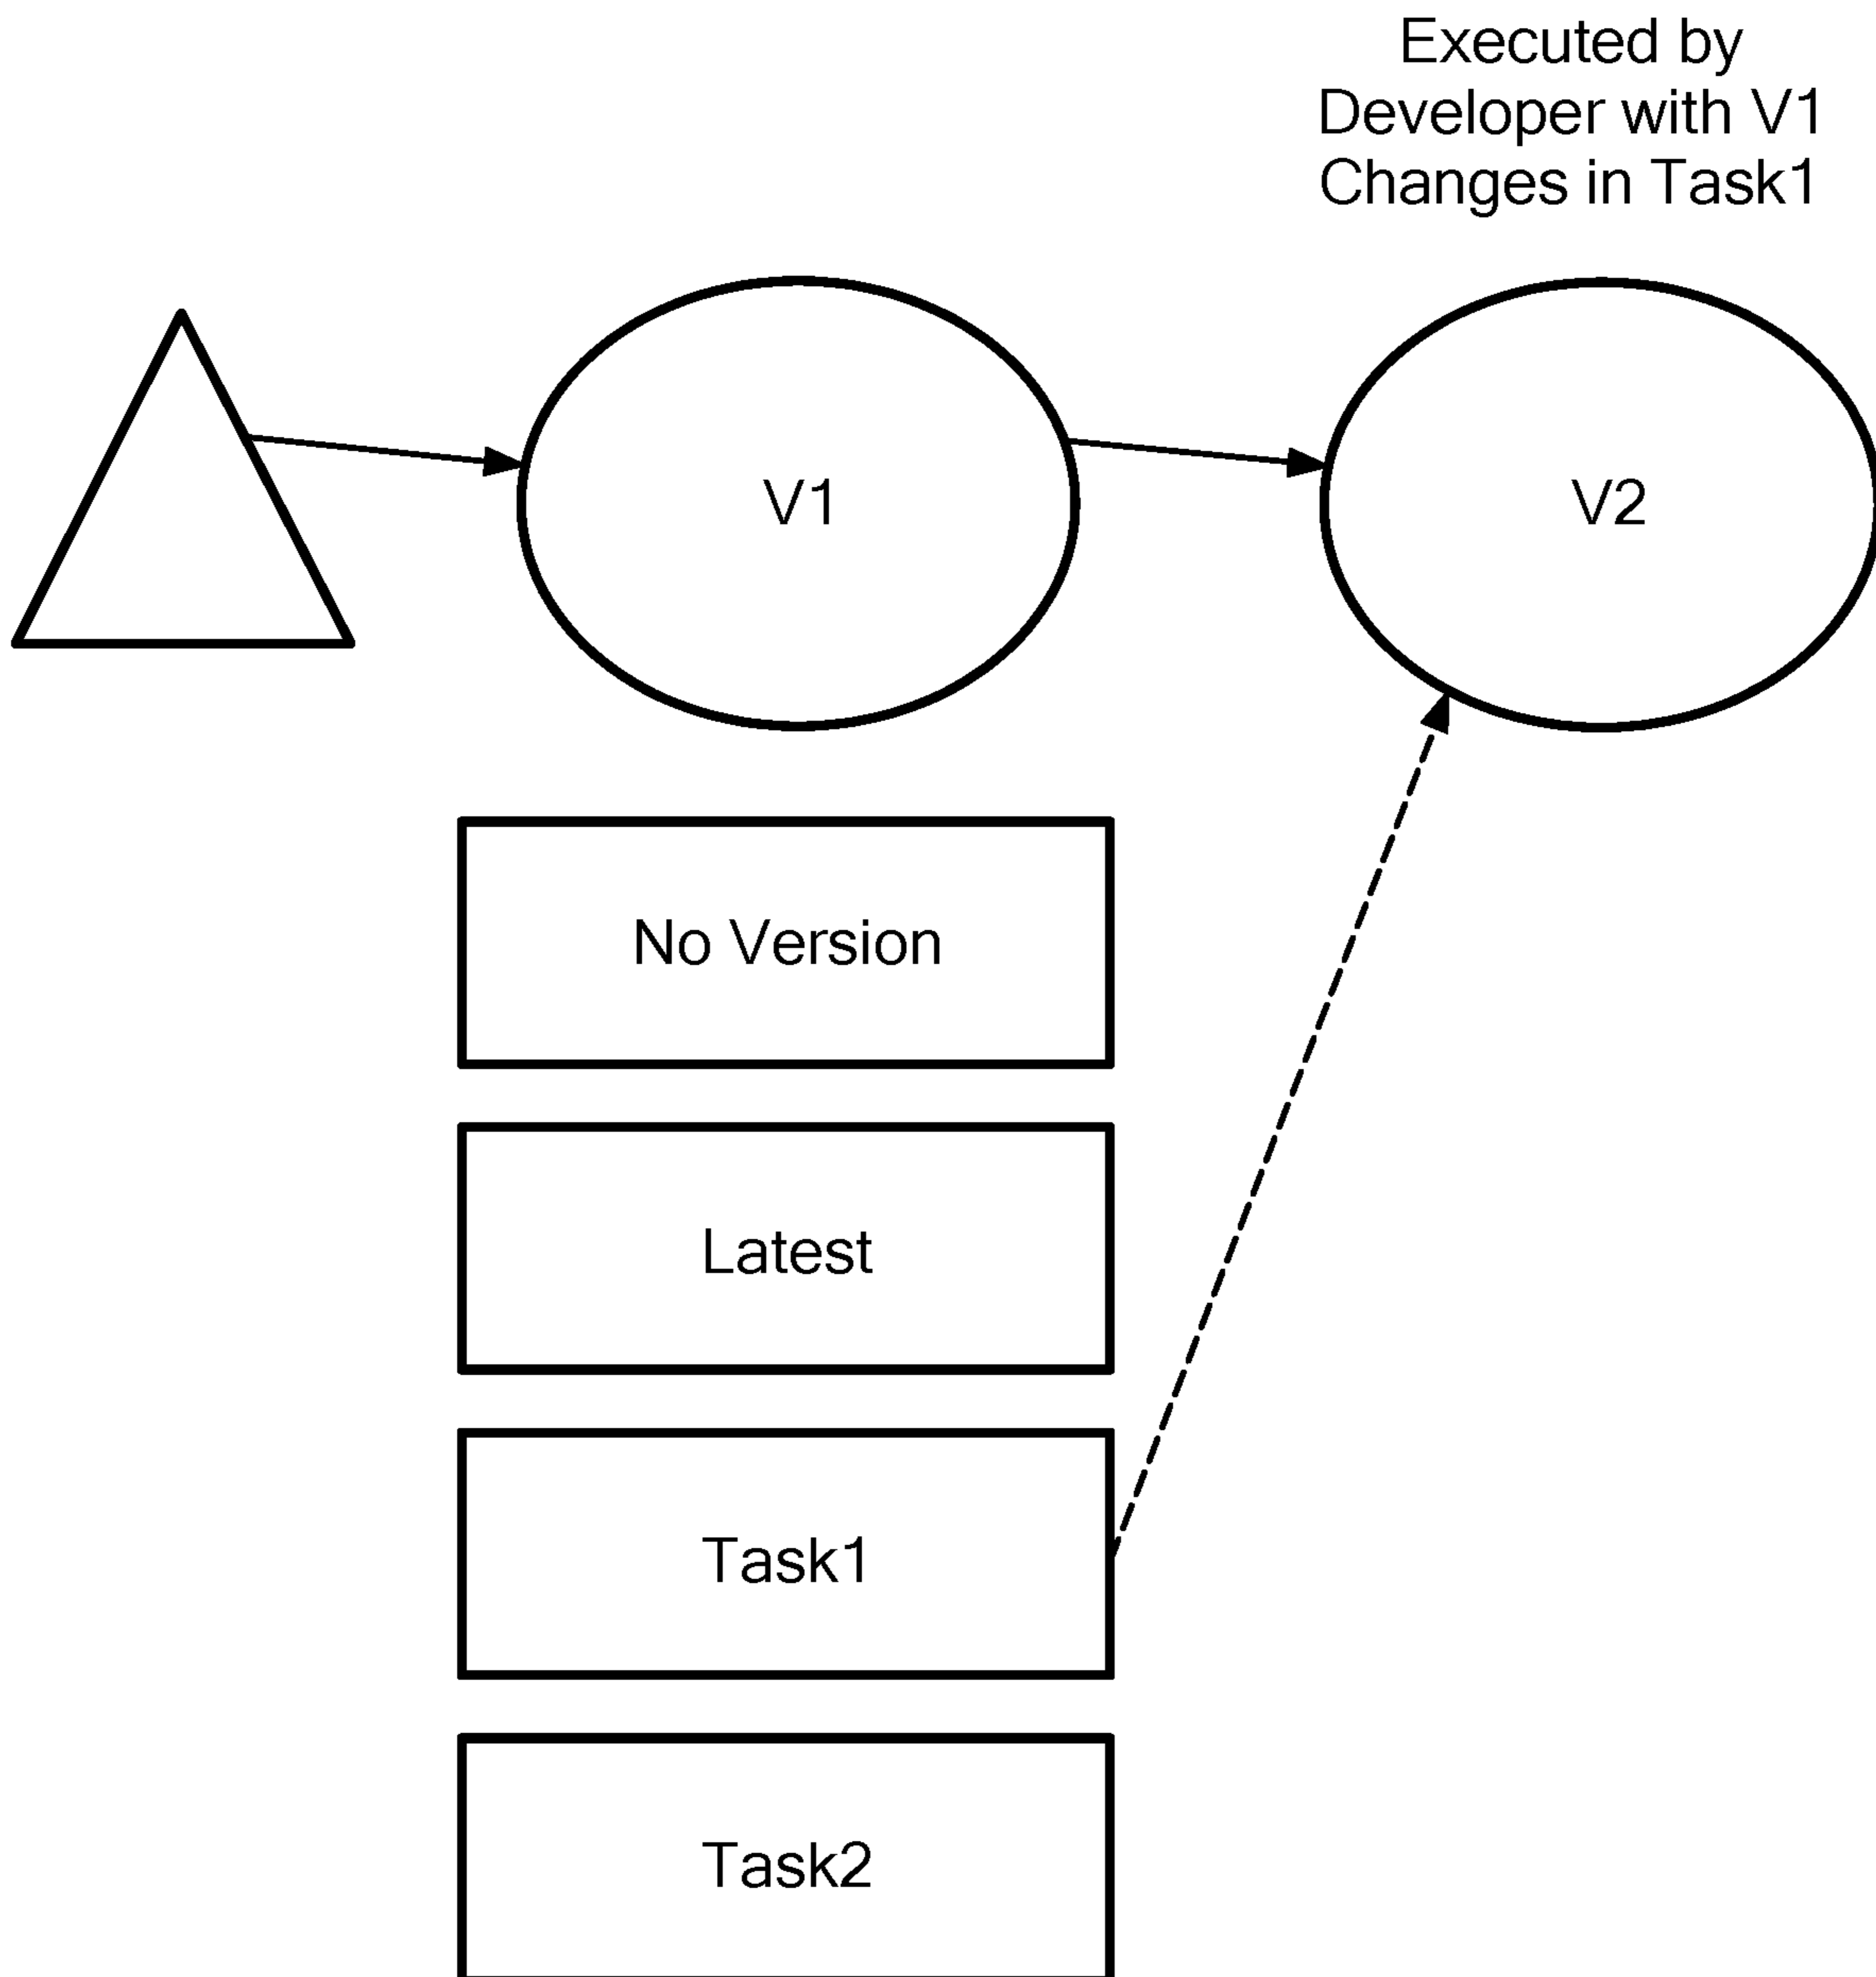 Executed by
Developer with V1
Changes in Task1
V1
V2
No Version
Latest
Task1
Task2